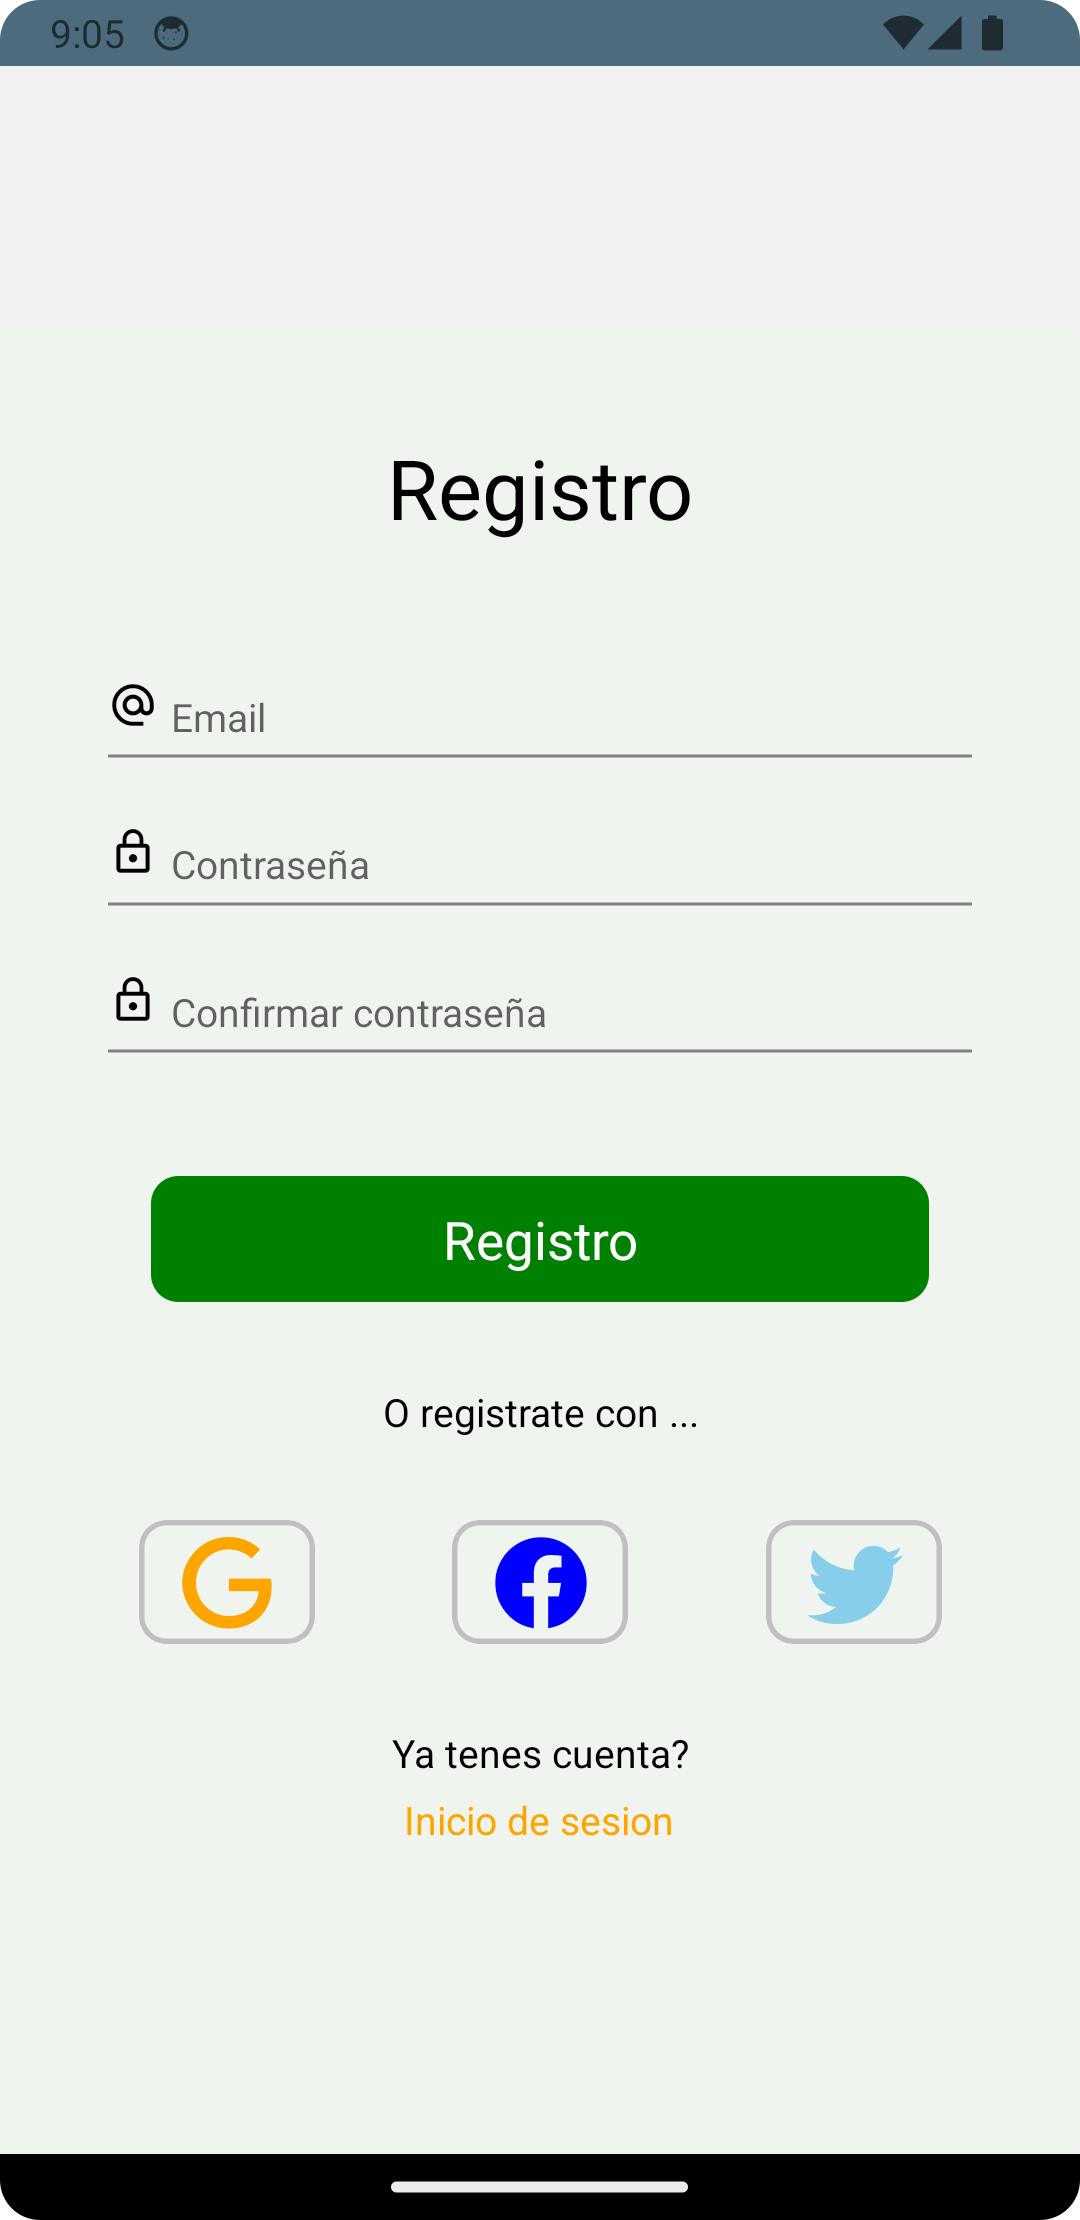 9:05
Registro
Email
Contraseña
Confirmar contraseña
Registro
O registrate con ...
Ya tenes cuenta?
Inicio de sesion